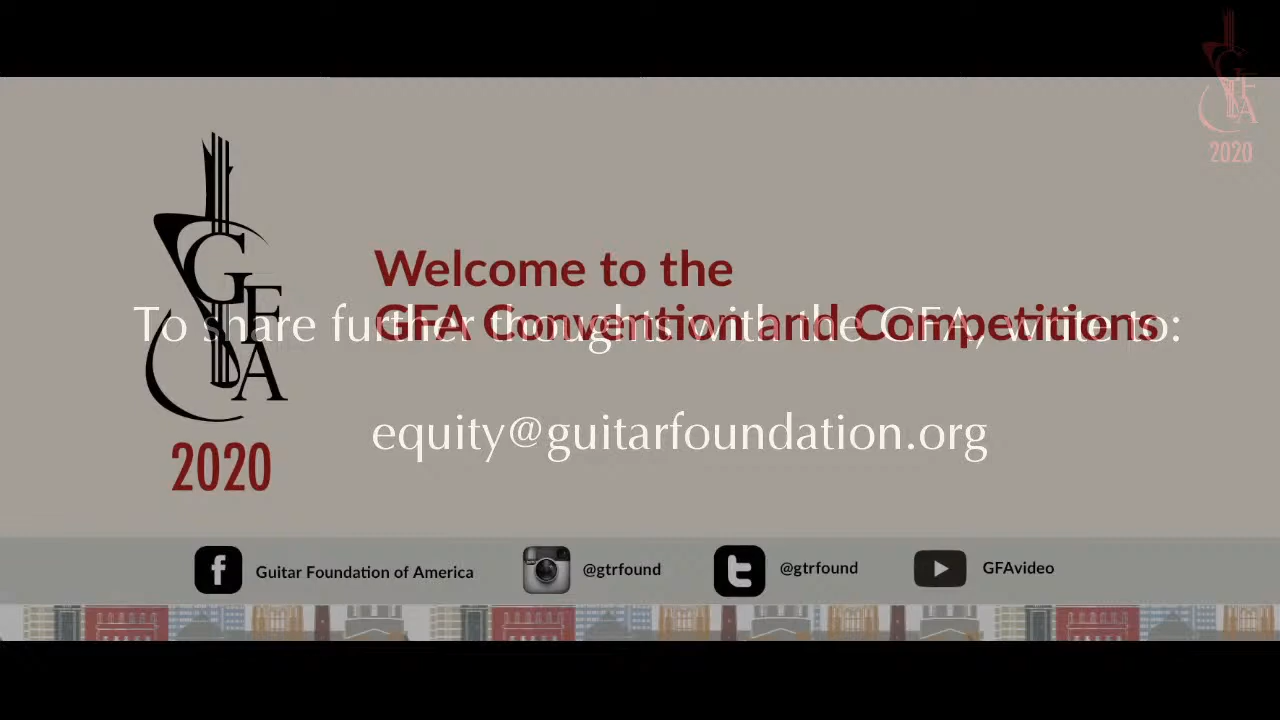 GFA
2020
GFA
2020
Welcome to the
GFA Convention and Competitions
To share further thoughts with the GFA, write to:
equity@guitarfoundation.org
Guitar Foundation of America
@gtrfound
@gtrfound
GFAvideo